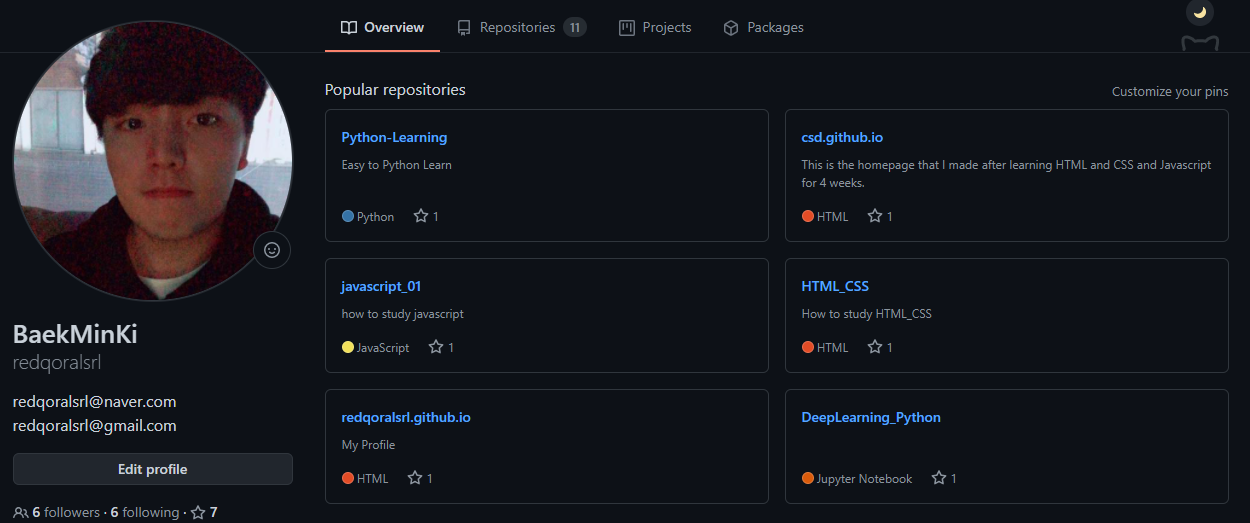 Overview
Repositories 11
Projects
Packages
Popular repositories
Customize your pins
Python-Learning
Easy to Python Learn
Python 1
csd.github.io
This is the homepage that I made after learning HTML and CSS and Javascript
for 4 weeks.
HTML 1
javascript_01
how to study javascript
JavaScript 1
HTML_CSS
How to study HTML_CSS
HTML 1
redqoralsrl.github.io
My Profile
HTML 1
DeepLearning_Python
Jupyter Notebook 1
BaekMinKi
redqoralsrl
redqoralsrl@naver.com
redqoralsrl@gmail.com
Edit profile
6 followers · 6 following · 7